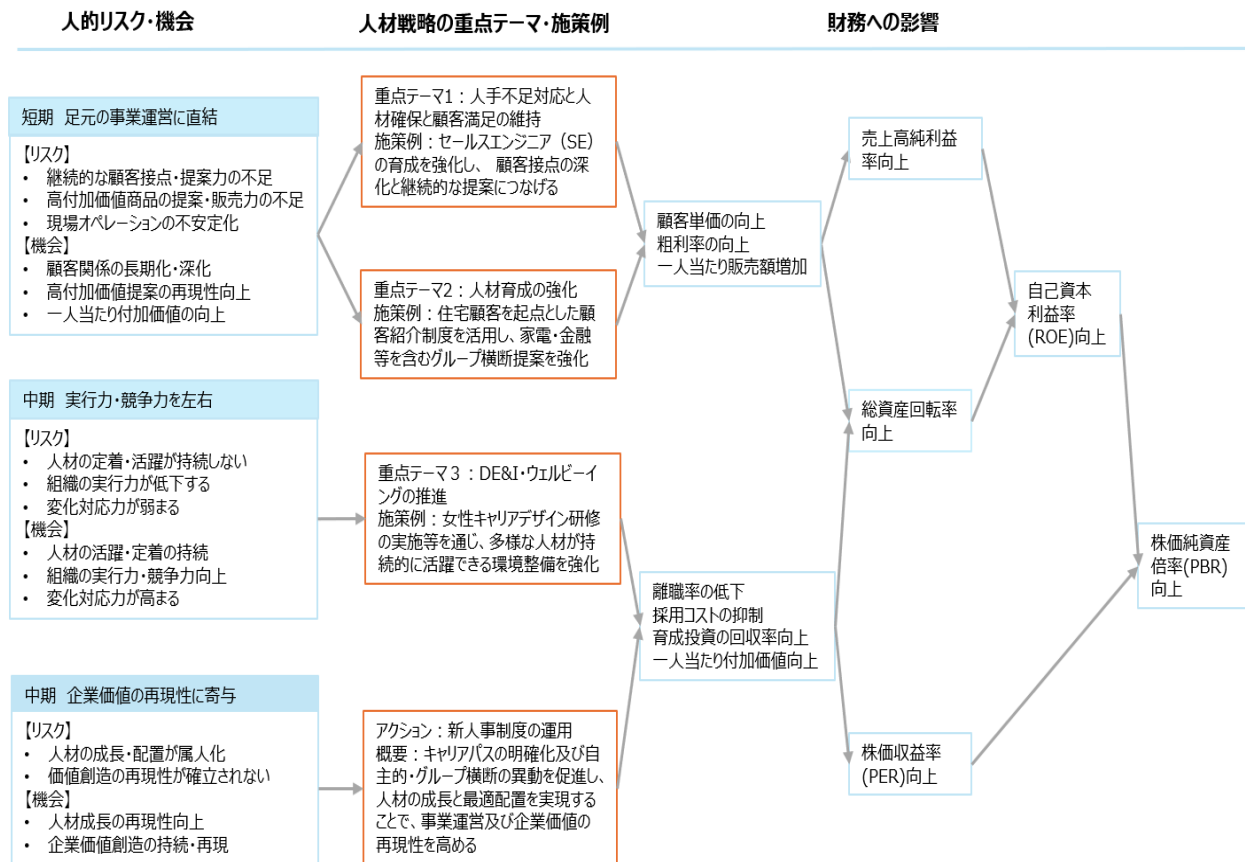 人的リスク・機会
人材戦略の重点テーマ・施策例
財務への影響
短期 足元の事業運営に直結
【リスク】
• 継続的な顧客接点・提案力の不足
• 高付加価値商品の提案・販売力の不足
• 現場オペレーションの不安定化
【機会】
• 顧客関係の長期化・深化
• 高付加価値提案の再現性向上
• 一人当たり付加価値の向上
中期 実行力・競争力を左右
【リスク】
• 人材の定着・活躍が持続しない
• 組織の実行力が低下する
• 変化対応力が弱まる
【機会】
• 人材の活躍・定着の持続
• 組織の実行力・競争力向上
• 変化対応力が高まる
中期 企業価値の再現性に寄与
【リスク】
• 人材の成長・配置が属人化
• 価値創造の再現性が確立されない
【機会】
• 人材成長の再現性向上
• 企業価値創造の持続・再現
重点テーマ1：人手不足対応と人
材確保と顧客満足の維持
施策例：セールスエンジニア（SE）
の育成を強化し、 顧客接点の深
化と継続的な提案につなげる
重点テーマ2：人材育成の強化
施策例：住宅顧客を起点とした顧
客紹介制度を活用し、家電・金融
等を含むグループ横断提案を強化
重点テーマ３：DE&I・ウェルビーイ
ングの推進
施策例：女性キャリアデザイン研修
の実施等を通じ、多様な人材が持
続的に活躍できる環境整備を強化
アクション：新人事制度の運用
概要：キャリアパスの明確化及び自
主的・グループ横断の異動を促進し、
人材の成長と最適配置を実現する
ことで、事業運営及び企業価値の
再現性を高める
顧客単価の向上
粗利率の向上
一人当たり販売額増加
離職率の低下
採用コストの抑制
育成投資の回収率向上
一人当たり付加価値向上
売上高純利益
率向上
総資産回転率
向上
株価収益率
(PER)向上
自己資本
利益率
(ROE)向上
株価純資産
倍率(PBR)
向上